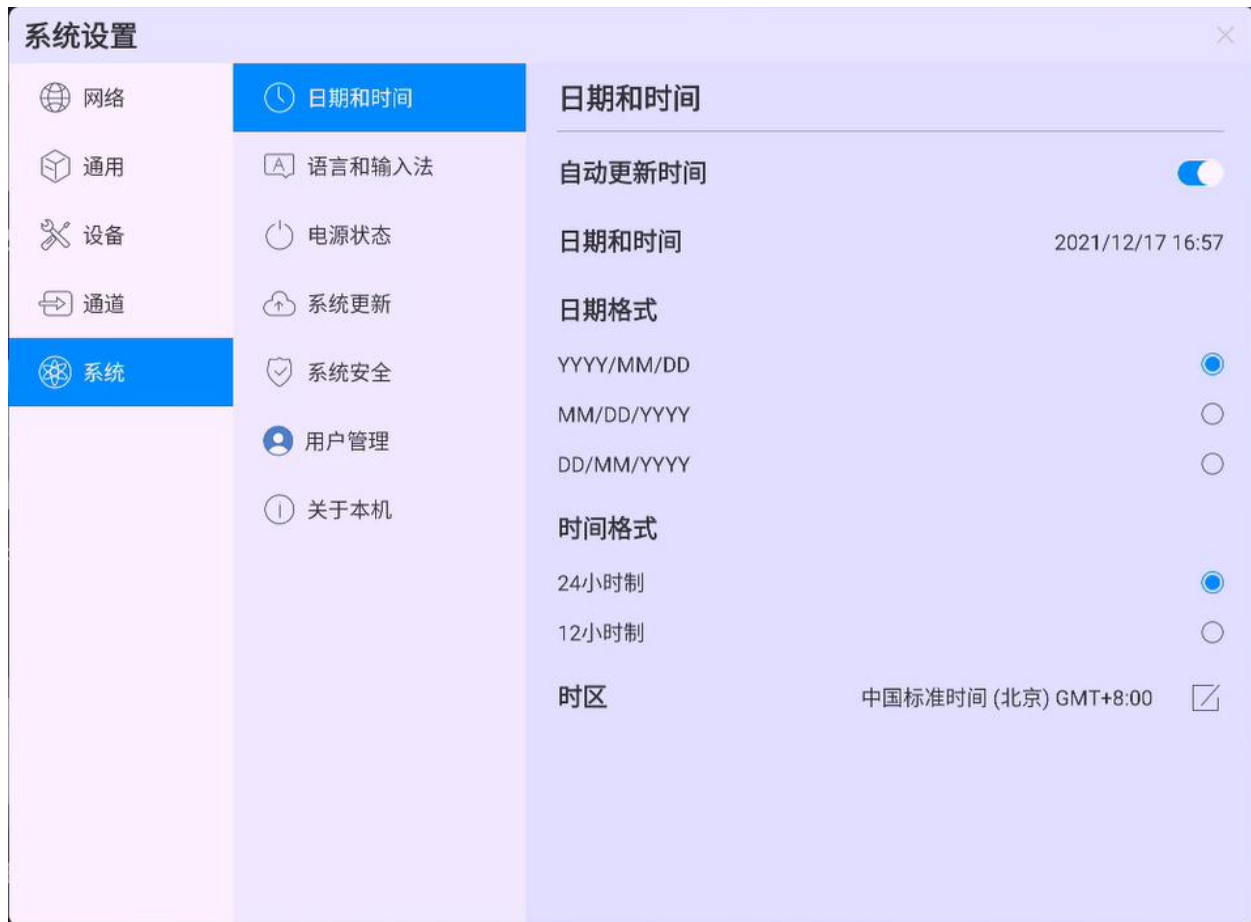 系统设置
网络
通用
设备
通道
系统
日期和时间
语言和输入法
电源状态
系统更新
系统安全
用户管理
关于本机
日期和时间
自动更新时间
日期和时间 2021/12/17 16:57
日期格式
YYYY/MM/DD
MM/DD/YYYY
DD/MM/YYYY
时间格式
24小时制
12小时制
时区 中国标准时间 (北京) GMT+8:00